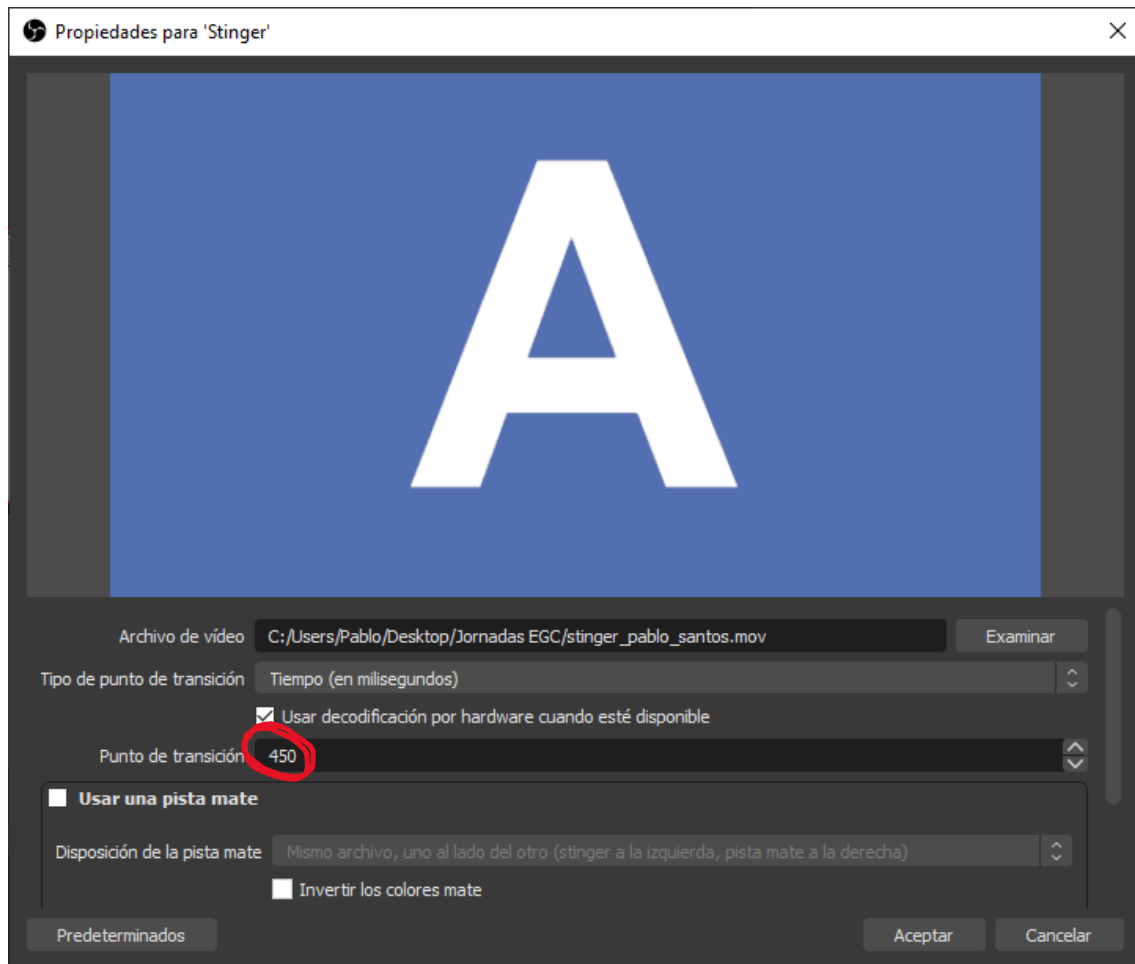 Propiedades para 'Stinger'
A
Archivo de vídeo C:/Users/Pablo/Desktop/Jornadas EGC/stinger_pablo_santos.mov Examinar
Tipo de punto de transición Tiempo (en milisegundos)
Usar decodificación por hardware cuando esté disponible
Punto de transición 450
Usar una pista mate
Disposición de la pista mate Mismo archivo, uno al lado del otro (stinger a la izquierda, pista mate a la derecha)
Invertir los colores mate
Predeterminados Aceptar Cancelar